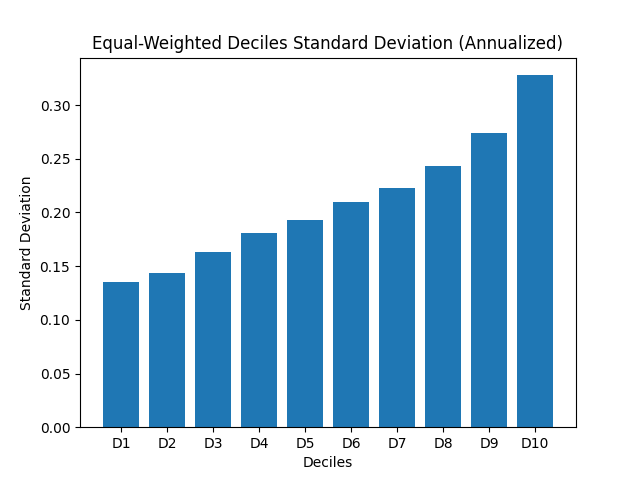 Equal-Weighted Deciles Standard Deviation (Annualized)
0.30
0.25
0.20
0.15
0.10
0.05
0.00
Standard Deviation
D1 D2 D3 D4 D5 D6 D7 D8 D9 D10
Deciles